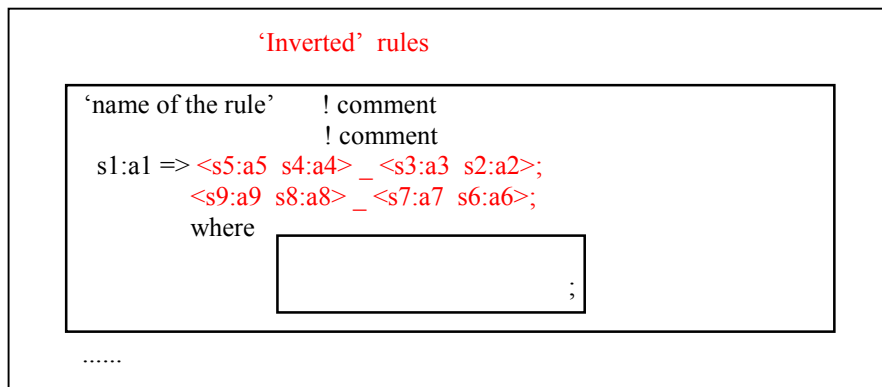 ‘Inverted’ rules
‘name of the rule’ ! comment
! comment
s1:a1 => <s5:a5 s4:a4> _ <s3:a3 s2:a2>;
<s9:a9 s8:a8> _ <s7:a7 s6:a6>;
where
;
......